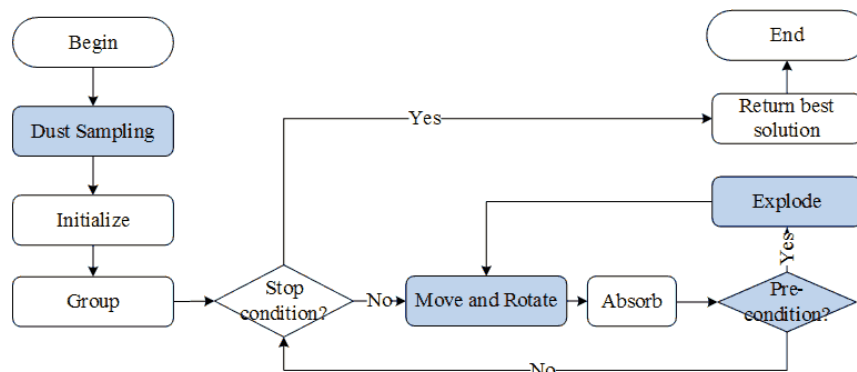 Begin
End
Dust Sampling
Yes
Return best
solution
Initialize
Explode
Yes
Group
Stop
condition?
No
Move and Rotate
Absorb
Pre-
condition?
No